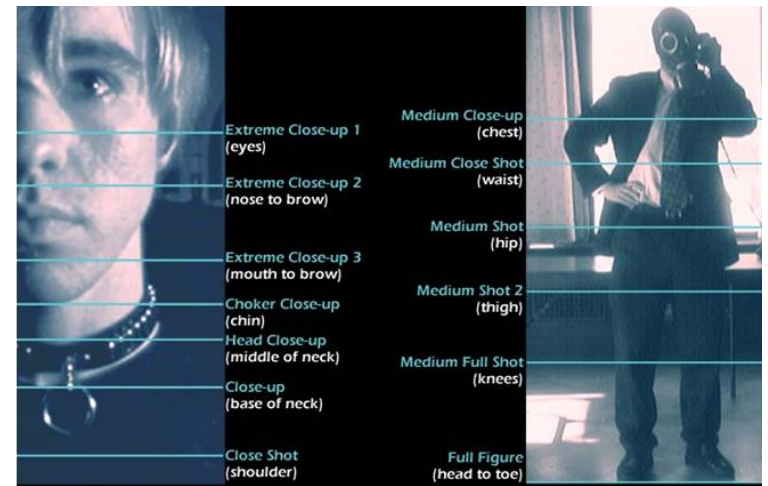 Extreme Close-up 1
(eyes)
Extreme Close-up 2
(nose to brow)
Extreme Close-up 3
(mouth to brow)
Choker Close-up
(chin)
Head Close-up
(middle of neck)
Close-up
(base of neck)
Close Shot
(shoulder)
Medium Close-up
(chest)
Medium Close Shot
(waist)
Medium Shot
(hip)
Medium Shot 2
(thigh)
Medium Full Shot
(knees)
Full Figure
(head to toe)